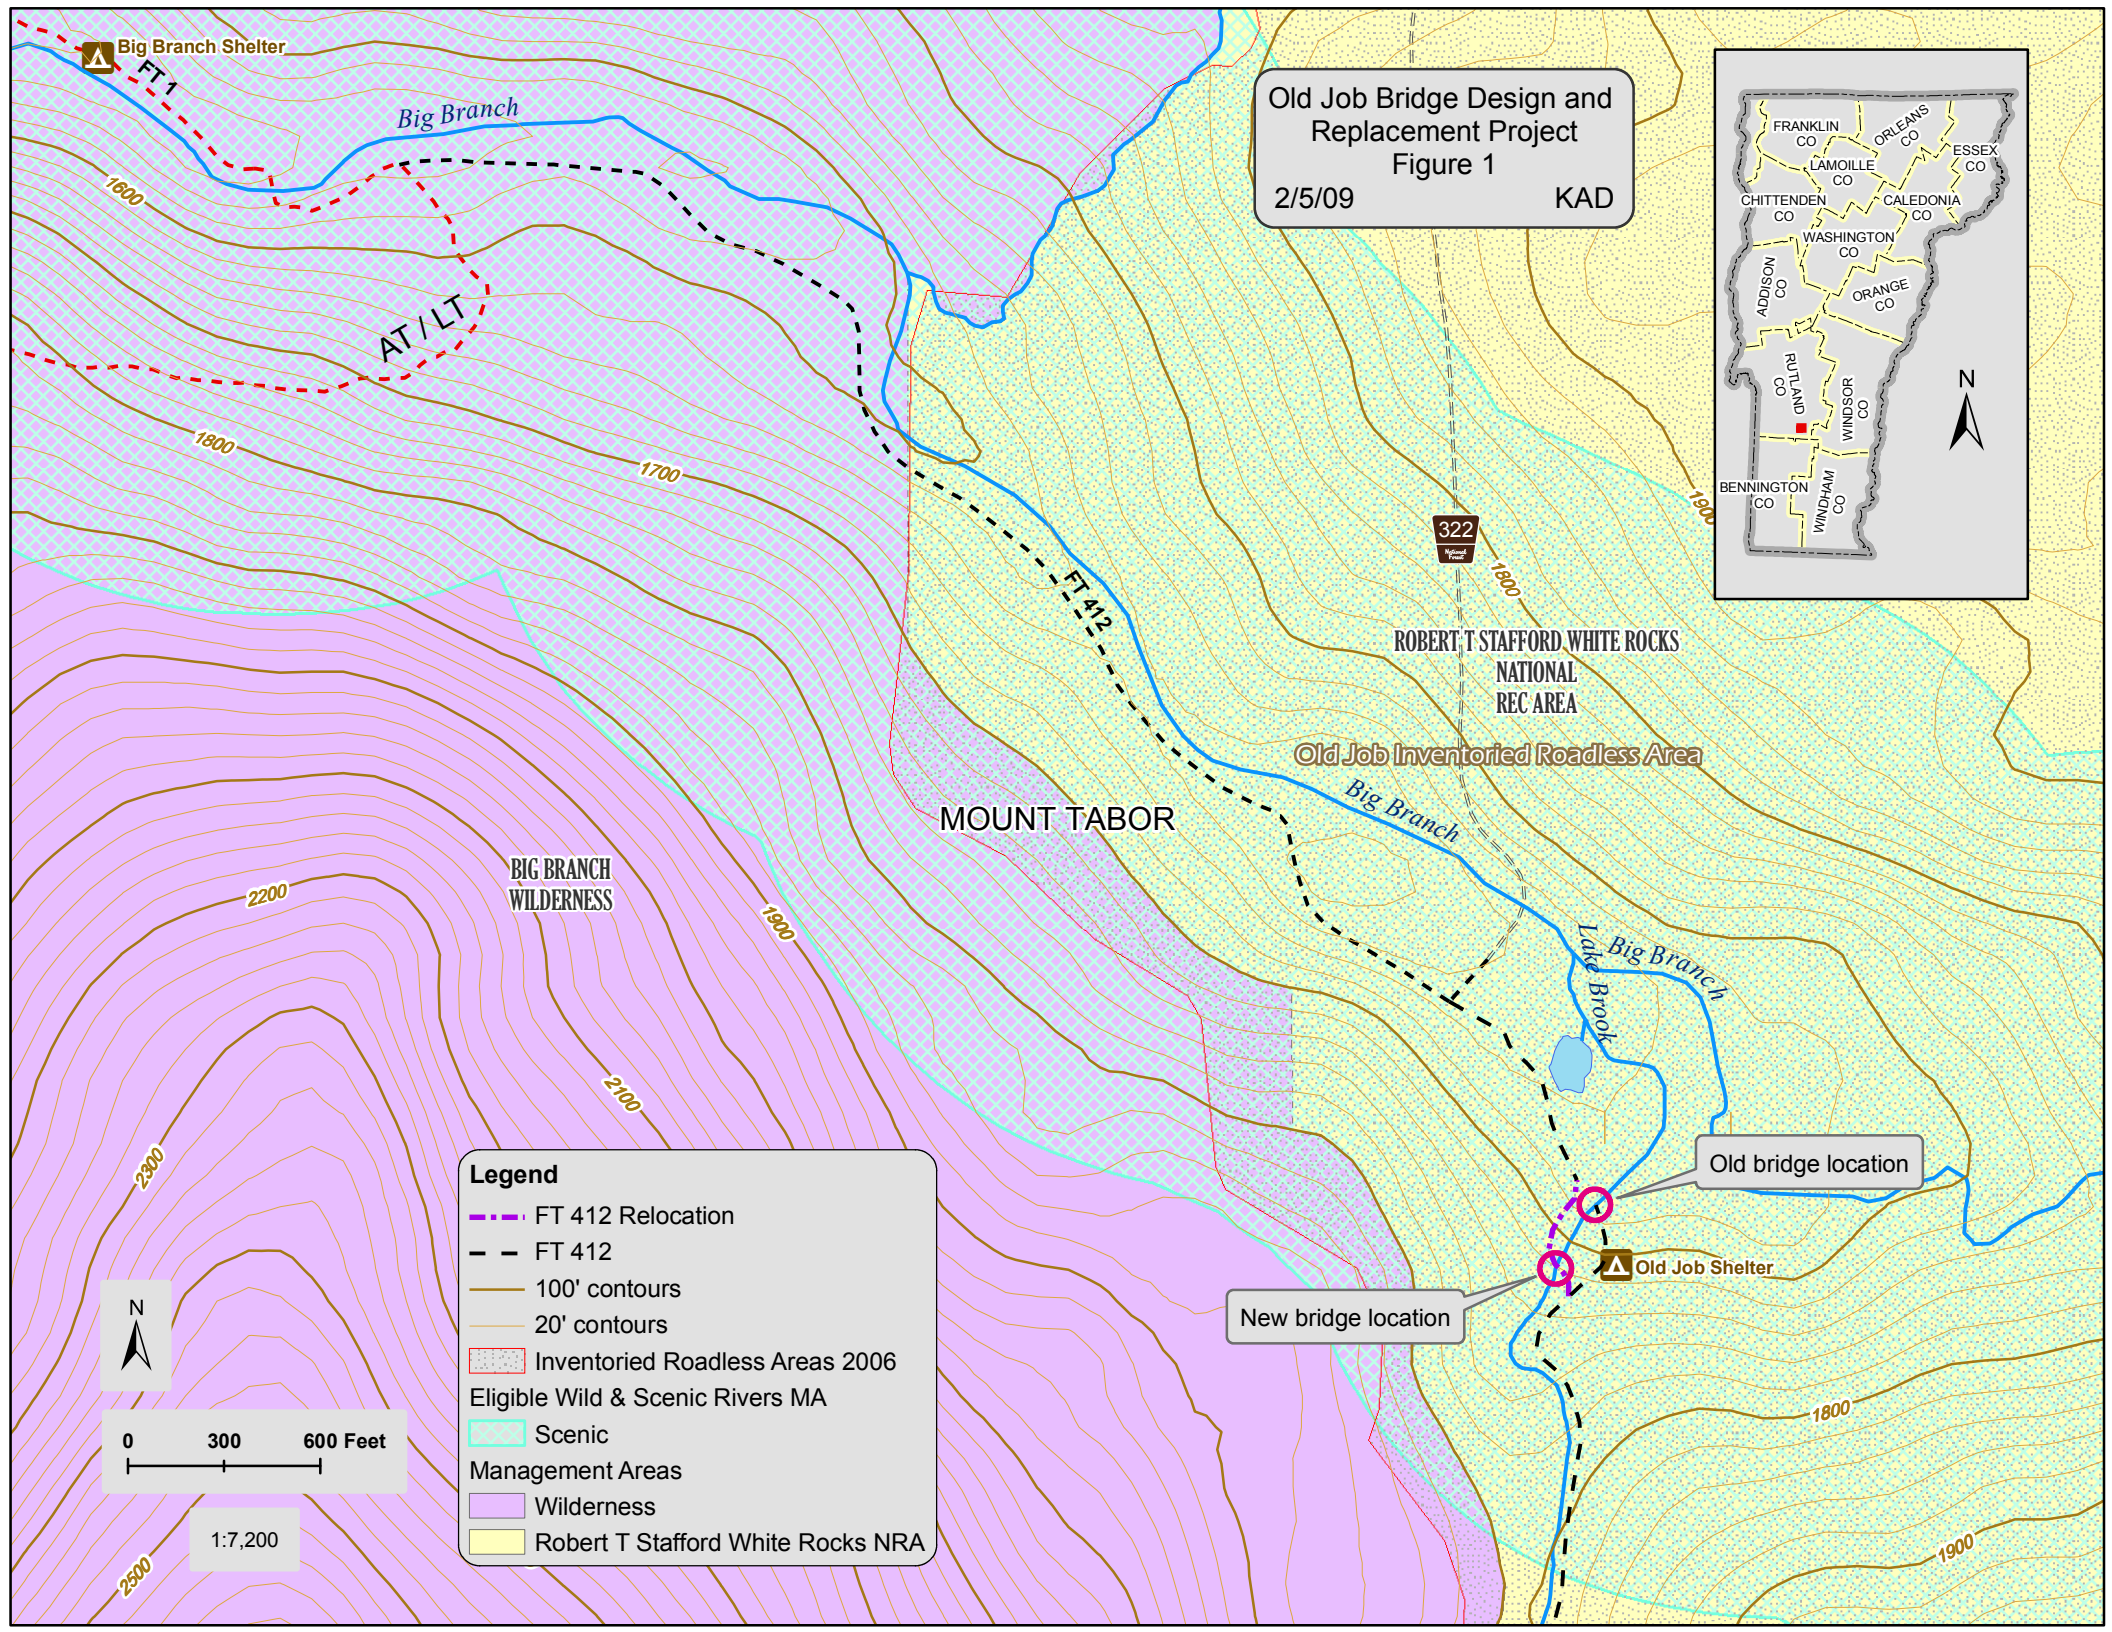 Big Branch Shelter
FT 1
Big Branch
1600
AT / LT
1800
1700
Old Job Bridge Design and
Replacement Project
Figure 1
2/5/09 KAD
FRANKLIN
CO
ORLEANS
CO
ESSEX
CO
LAMOILLE
CO
CHITTENDEN
CO
CALEDONIA
CO
WASHINGTON
CO
ADDISON
CO
ORANGE
CO
RUTLAND
CO
WINDSOR
CO
BENNINGTON
CO
WINDHAM
CO
N
1900
322
National
Forest
1800
FT 412
ROBERT T STAFFORD WHITE ROCKS
NATIONAL
REC AREA
Old Job Inventoried Roadless Area
Big Branch
MOUNT TABOR
BIG BRANCH
WILDERNESS
2200
1900
2100
2300
2500
Lake Brook
Big Branch
Old bridge location
Old Job Shelter
New bridge location
1800
1900
Legend
FT 412 Relocation
FT 412
100' contours
20' contours
Inventoried Roadless Areas 2006
Eligible Wild & Scenic Rivers MA
Scenic
Management Areas
Wilderness
Robert T Stafford White Rocks NRA
N
0 300 600 Feet
1:7,200